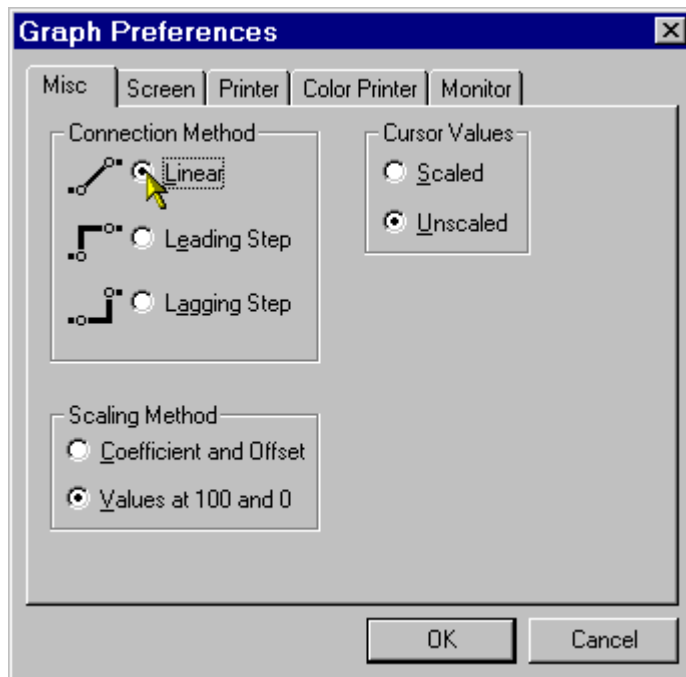 Graph Preferences
Misc Screen Printer Color Printer Monitor
Connection Method
Linear
Leading Step
Lagging Step
Cursor Values
Scaled
Unscaled
Scaling Method
Coefficient and Offset
Values at 100 and 0
OK Cancel